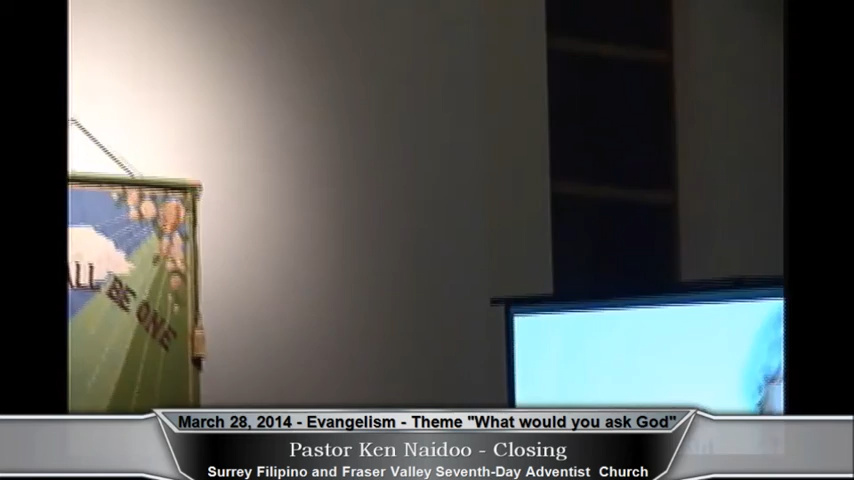 ALL
BE ONE
March 28, 2014 - Evangelism - Theme "What would you ask God"
Pastor Ken Naidoo - Closing
Surrey Filipino and Fraser Valley Seventh-Day Adventist Church